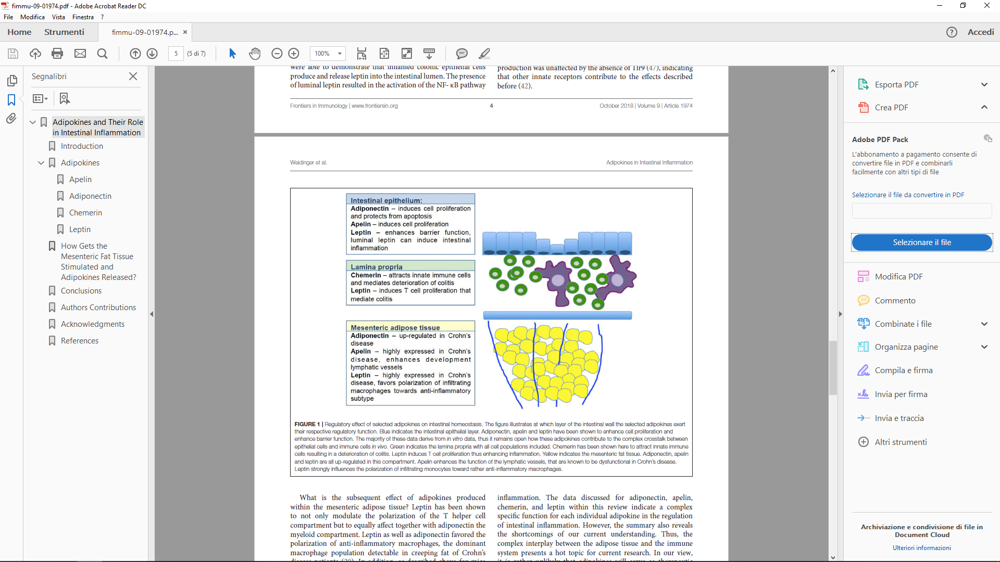 fimmu-09-01974.pdf - Adobe Acrobat Reader DC
File Modifica Vista Finestra ?
Home Strumenti fimmu-09-01974.p... × ? Accedi
5 (5 di 7) 100%
Segnalibri
Adipokines and Their Role
in Intestinal Inflammation
Introduction
Adipokines
Apelin
Adiponectin
Chemerin
Leptin
How Gets the
Mesenteric Fat Tissue
Stimulated and
Adipokines Released?
Conclusions
Authors Contributions
Acknowledgments
References
were able to demonstrate that inflamed colonic epithelial cells
produce and release leptin into the intestinal lumen. The presence
of luminal leptin resulted in the activation of the NF- κB pathway
production was unaffected by the absence of Tlr9 (47), indicating
that other innate receptors contribute to the effects described
before (42).
Frontiers in Immunology | www.frontiersin.org 4 October 2018 | Volume 9 | Article 1974
Weidinger et al. Adipokines in Intestinal Inflammation
Intestinal epithelium:
Adiponectin – induces cell proliferation
and protects from apoptosis
Apelin – induces cell proliferation
Leptin – enhances barrier function,
luminal leptin can induce intestinal
inflammation
Lamina propria
Chemerin – attracts innate immune cells
and mediates deterioration of colitis
Leptin – induces T cell proliferation that
mediate colitis
Mesenteric adipose tissue
Adiponectin – up-regulated in Crohn's
disease
Apelin – highly expressed in Crohn's
disease, enhances development
lymphatic vessels
Leptin – highly expressed in Crohn's
disease, favors polarization of infiltrating
macrophages towards anti-inflammatory
subtype
FIGURE 1 | Regulatory effect of selected adipokines on intestinal homeostasis. The figure illustrates at which layer of the intestinal wall the selected adipokines exert
their respective regulatory function. Blue indicates the intestinal epithelial layer. Adiponectin, apelin and leptin have been shown to enhance cell proliferation and
enhance barrier function. The majority of these data derive from in vitro data, thus it remains open how these adipokines contribute to the complex crosstalk between
epithelial cells and immune cells in vivo. Green indicates the lamina propria with all cell populations included. Chemerin has been shown here to attract innate immune
cells resulting in a deterioration of colitis. Leptin induces T cell proliferation thus enhancing inflammation. Yellow indicates the mesenteric fat tissue. Adiponectin, apelin
and leptin are all up-regulated in this compartment. Apelin enhances the function of the lymphatic vessels, that are known to be dysfunctional in Crohn's disease.
Leptin strongly influences the polarization of infiltrating monocytes toward rather anti-inflammatory macrophages.
What is the subsequent effect of adipokines produced
within the mesenteric adipose tissue? Leptin has been shown
to not only modulate the polarization of the T helper cell
compartment but to equally affect together with adiponectin the
myeloid compartment. Leptin as well as adiponectin favored the
polarization of anti-inflammatory macrophages, the dominant
macrophage population detectable in creeping fat of Crohn's
inflammation. The data discussed for adiponectin, apelin,
chemerin, and leptin within this review indicate a complex
specific function for each individual adipokine in the regulation
of intestinal inflammation. However, the summary also reveals
the shortcomings of our current understanding. Thus, the
complex interplay between the adipose tissue and the immune
system presents a hot topic for current research. In our view,
Esporta PDF
Crea PDF
Adobe PDF Pack
L'abbonamento a pagamento consente di
convertire file in PDF e combinarli
facilmente con altri tipi di file
Selezionare il file da convertire in PDF
Selezionare il file
Modifica PDF
Commento
Combinate i file
Organizza pagine
Compila e firma
Invia per firma
Invia e traccia
Altri strumenti
Archiviazione e condivisione di file in
Document Cloud
Ulteriori informazioni